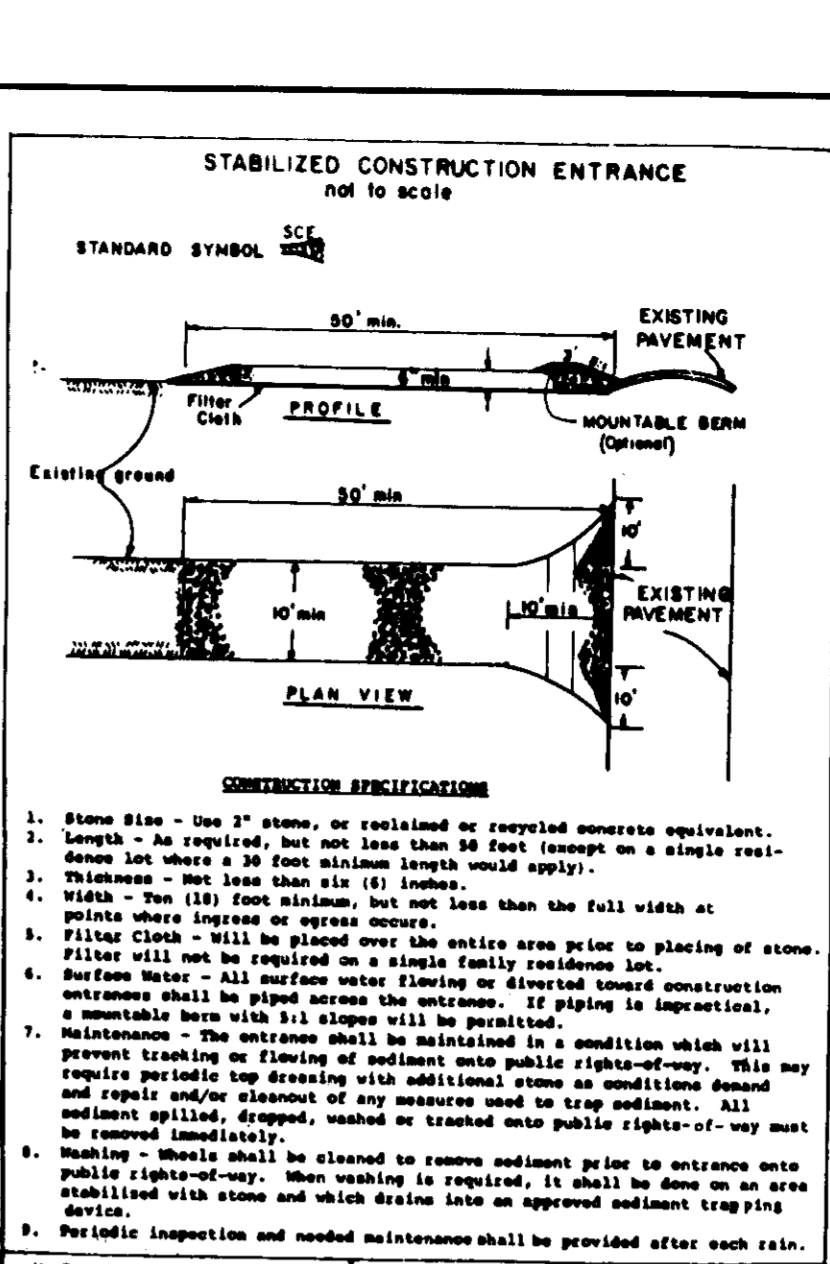 STABILIZED CONSTRUCTION ENTRANCE
not to scale
SCE
STANDARD SYMBOL
50' min.
EXISTING
PAVEMENT
2'
6" min
Filter
Cloth
PROFILE
MOUNTABLE BERM
(Optional)
Existing ground
50' min
10'
10' min
10' min
EXISTING
PAVEMENT
10'
PLAN VIEW
CONSTRUCTION SPECIFICATIONS
1. Stone Size - Use 2" stone, or reclaimed or recycled concrete equivalent.
2. Length - As required, but not less than 50 feet (except on a single resi-
dence lot where a 30 foot minimum length would apply).
3. Thickness - Not less than six (6) inches.
4. Width - Ten (10) foot minimum, but not less than the full width at
points where ingress or egress occurs.
5. Filter Cloth - Will be placed over the entire area prior to placing of stone.
Filter will not be required on a single family residence lot.
6. Surface Water - All surface water flowing or diverted toward construction
entrances shall be piped across the entrance. If piping is impractical,
a mountable berm with 5:1 slopes will be permitted.
7. Maintenance - The entrance shall be maintained in a condition which will
prevent tracking or flowing of sediment onto public rights-of-way. This may
require periodic top dressing with additional stone as conditions demand
and repair and/or cleanout of any measures used to trap sediment. All
sediment spilled, dropped, washed or tracked onto public rights-of-way must
be removed immediately.
8. Washing - Wheels shall be cleaned to remove sediment prior to entrance onto
public rights-of-way. When washing is required, it shall be done on an area
stabilized with stone and which drains into an approved sediment trapping
device.
9. Periodic inspection and needed maintenance shall be provided after each rain.